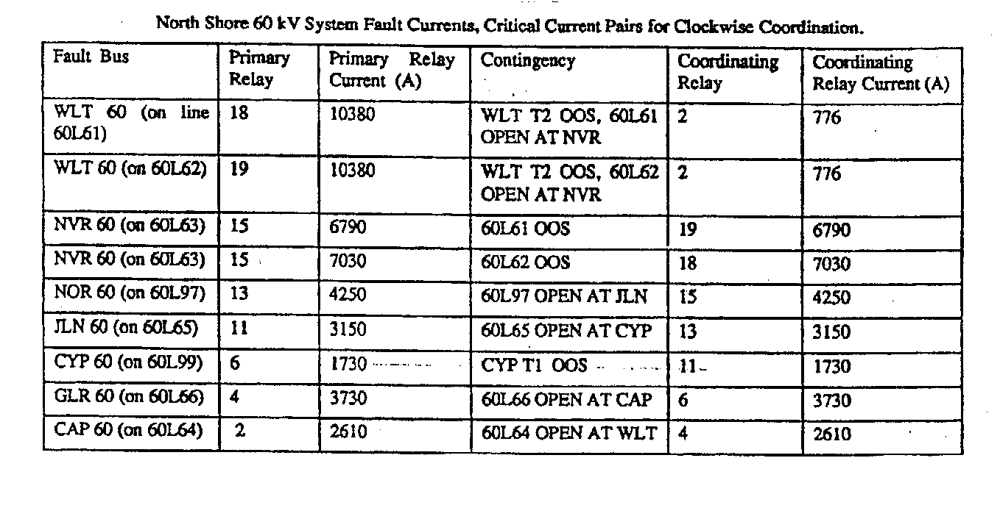 North Shore 60 kV System Fault Currents, Critical Current Pairs for Clockwise Coordination.
Fault Bus Primary Relay Primary Relay Current (A) Contingency Coordinating Relay Coordinating Relay Current (A)
WLT 60 (on line 60L61) 18 10380 WLT T2 OOS, 60L61 OPEN AT NVR 2 776
WLT 60 (on 60L62) 19 10380 WLT T2 OOS, 60L62 OPEN AT NVR 2 776
NVR 60 (on 60L63) 15 6790 60L61 OOS 19 6790
NVR 60 (on 60L63) 15 7030 60L62 OOS 18 7030
NOR 60 (on 60L97) 13 4250 60L97 OPEN AT JLN 15 4250
JLN 60 (on 60L65) 11 3150 60L65 OPEN AT CYP 13 3150
CYP 60 (on 60L99) 6 1730 CYP T1 OOS 11 1730
GLR 60 (on 60L66) 4 3730 60L66 OPEN AT CAP 6 3730
CAP 60 (on 60L64) 2 2610 60L64 OPEN AT WLT 4 2610